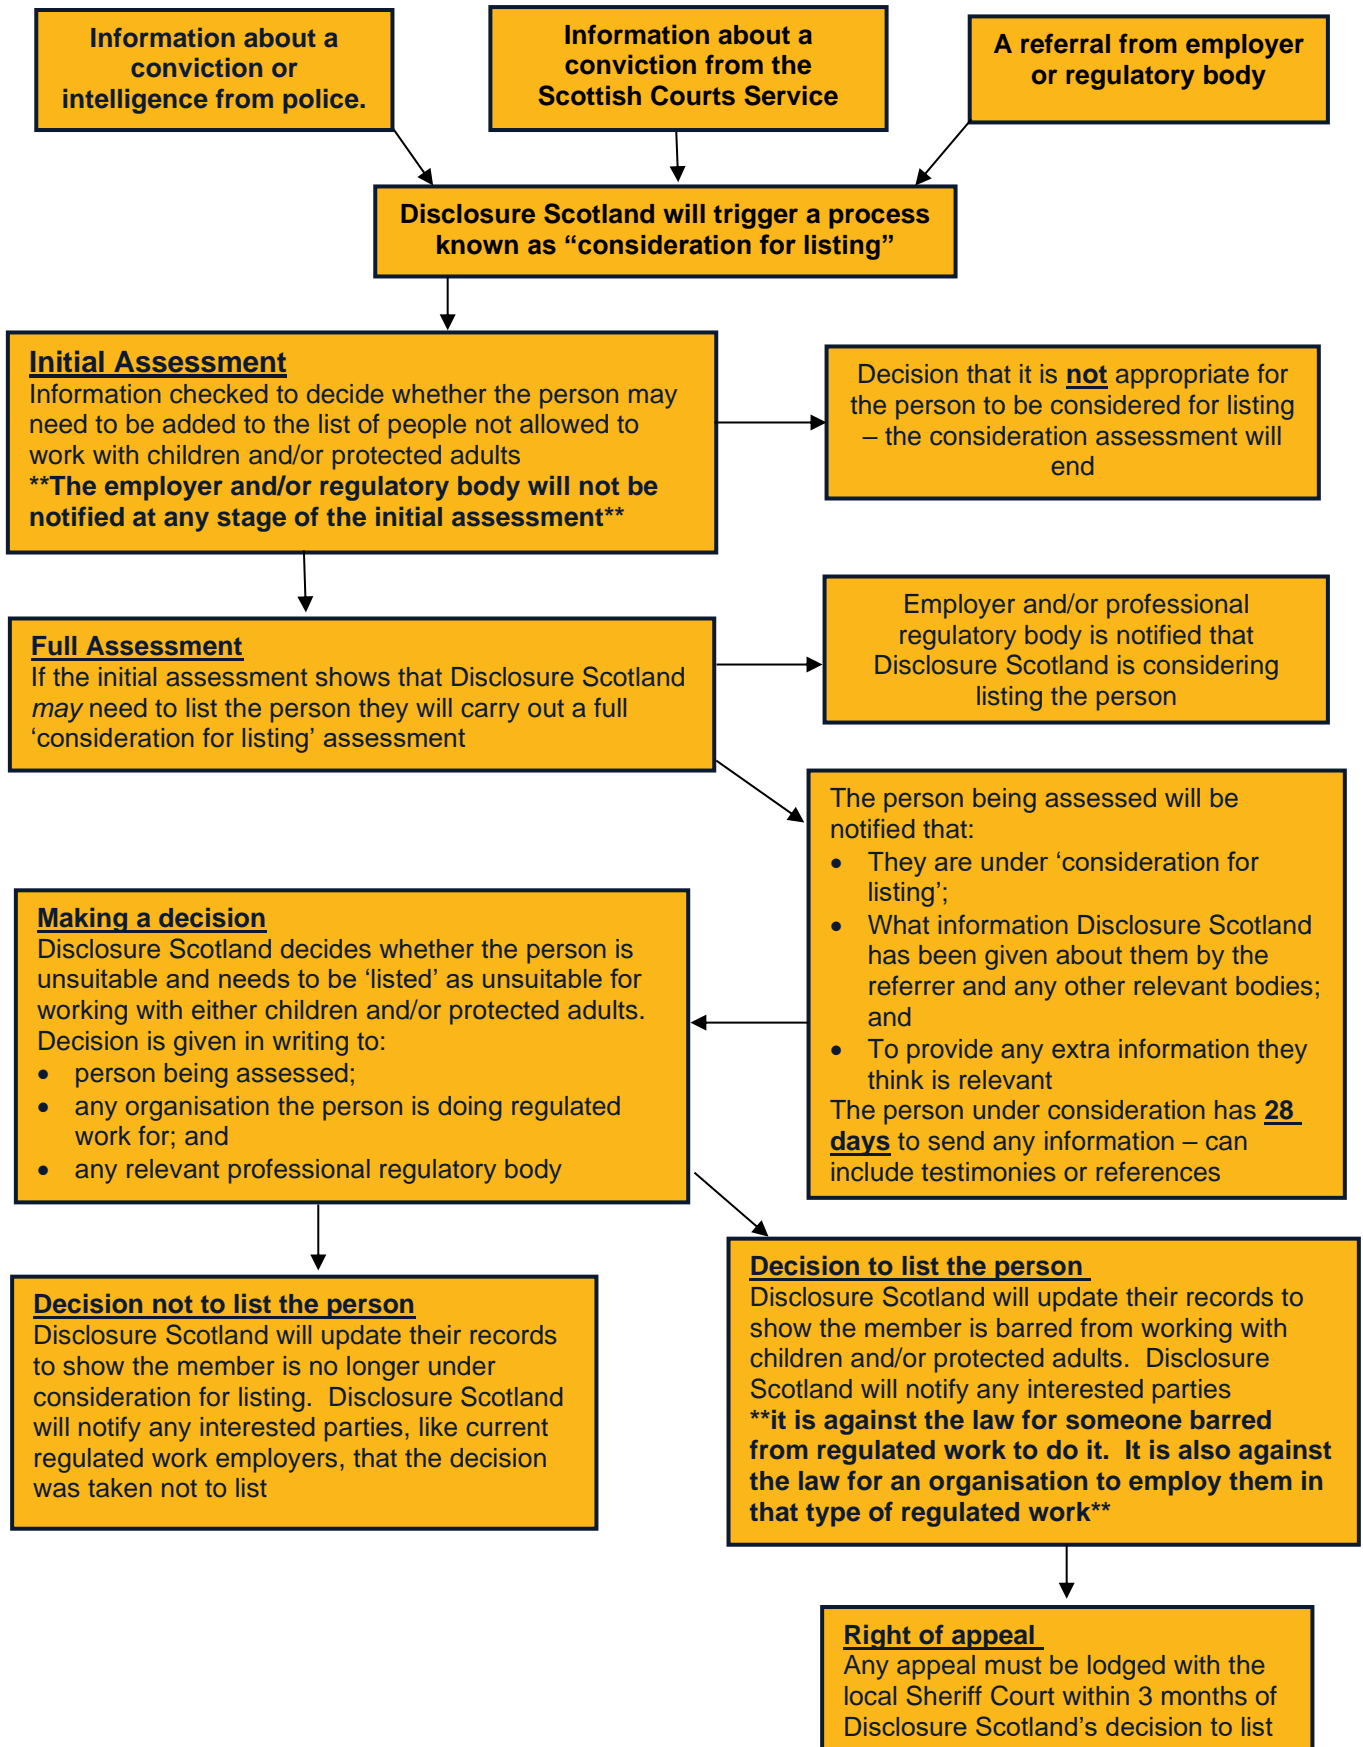 Information about a
conviction or
intelligence from police.
Information about a
conviction from the
Scottish Courts Service
A referral from employer
or regulatory body
Disclosure Scotland will trigger a process
known as “consideration for listing”
Initial Assessment
Information checked to decide whether the person may
need to be added to the list of people not allowed to
work with children and/or protected adults
**The employer and/or regulatory body will not be
notified at any stage of the initial assessment**
Decision that it is not appropriate for
the person to be considered for listing
– the consideration assessment will
end
Full Assessment
If the initial assessment shows that Disclosure Scotland
may need to list the person they will carry out a full
‘consideration for listing’ assessment
Employer and/or professional
regulatory body is notified that
Disclosure Scotland is considering
listing the person
The person being assessed will be
notified that:
• They are under ‘consideration for
listing’;
• What information Disclosure Scotland
has been given about them by the
referrer and any other relevant bodies;
and
• To provide any extra information they
think is relevant
The person under consideration has 28
days to send any information – can
include testimonies or references
Making a decision
Disclosure Scotland decides whether the person is
unsuitable and needs to be ‘listed’ as unsuitable for
working with either children and/or protected adults.
Decision is given in writing to:
• person being assessed;
• any organisation the person is doing regulated
work for; and
• any relevant professional regulatory body
Decision not to list the person
Disclosure Scotland will update their records
to show the member is no longer under
consideration for listing.  Disclosure Scotland
will notify any interested parties, like current
regulated work employers, that the decision
was taken not to list
Decision to list the person
Disclosure Scotland will update their records to
show the member is barred from working with
children and/or protected adults.  Disclosure
Scotland will notify any interested parties
**it is against the law for someone barred
from regulated work to do it.  It is also against
the law for an organisation to employ them in
that type of regulated work**
Right of appeal
Any appeal must be lodged with the
local Sheriff Court within 3 months of
Disclosure Scotland’s decision to list